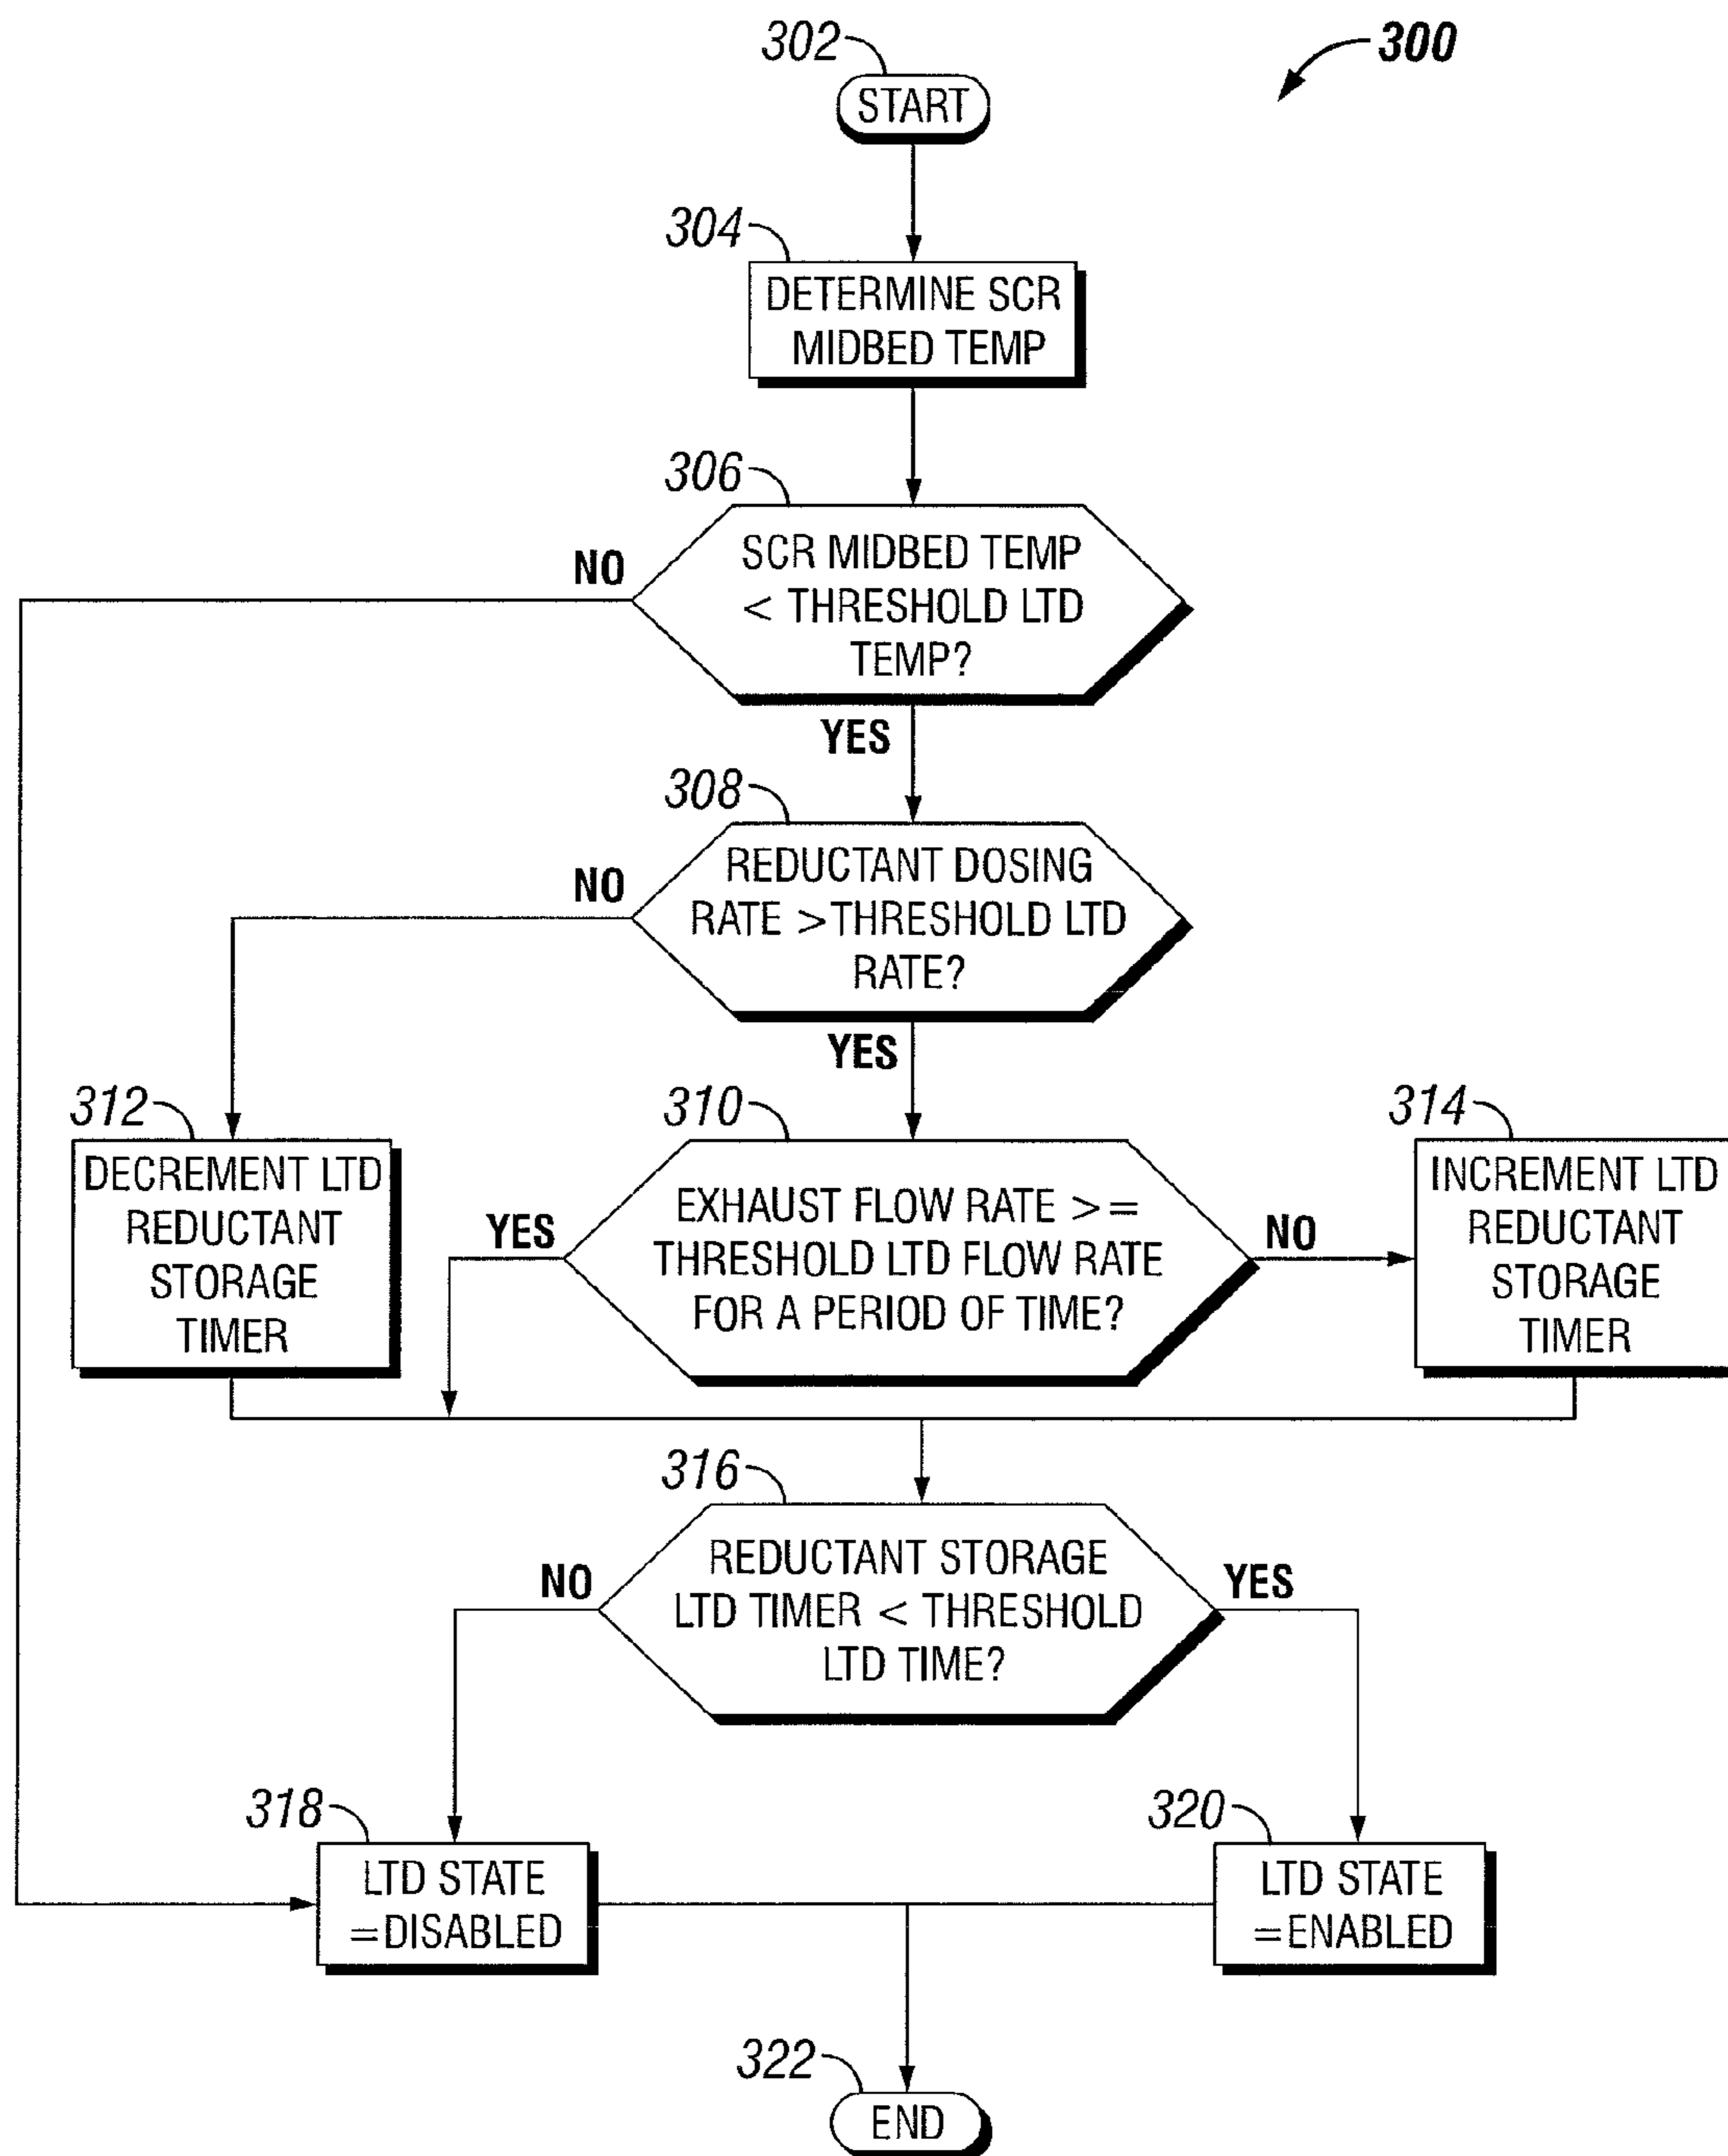 302
300
START
304
DETERMINE SCR
MIDBED TEMP
306
SCR MIDBED TEMP
< THRESHOLD LTD
TEMP?
NO
YES
308
REDUCTANT DOSING
RATE >THRESHOLD LTD
RATE?
NO
YES
312
DECREMENT LTD
REDUCTANT
STORAGE
TIMER
310
EXHAUST FLOW RATE >=
THRESHOLD LTD FLOW RATE
FOR A PERIOD OF TIME?
YES
NO
314
INCREMENT LTD
REDUCTANT
STORAGE
TIMER
316
REDUCTANT STORAGE
LTD TIMER < THRESHOLD
LTD TIME?
NO
YES
318
LTD STATE
=DISABLED
320
LTD STATE
=ENABLED
322
END